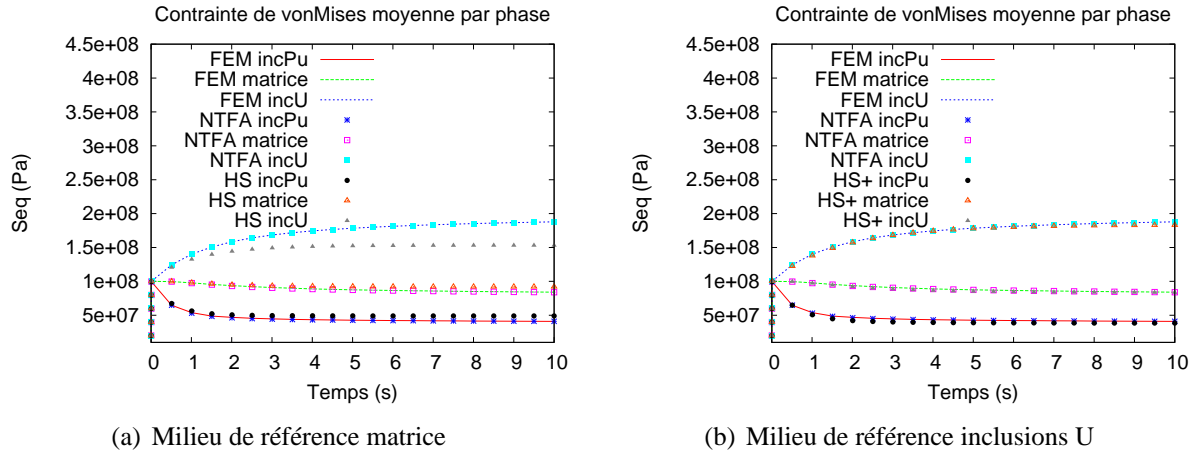 Contrainte de vonMises moyenne par phase
4.5e+08
4e+08
3.5e+08
3e+08
2.5e+08
2e+08
1.5e+08
1e+08
5e+07
Seq (Pa)
FEM incPu
FEM matrice
FEM incU
NTFA incPu
NTFA matrice
NTFA incU
HS incPu
HS matrice
HS incU
0 1 2 3 4 5 6 7 8 9 10
Temps (s)
(a) Milieu de référence matrice
Contrainte de vonMises moyenne par phase
4.5e+08
4e+08
3.5e+08
3e+08
2.5e+08
2e+08
1.5e+08
1e+08
5e+07
Seq (Pa)
FEM incPu
FEM matrice
FEM incU
NTFA incPu
NTFA matrice
NTFA incU
HS+ incPu
HS+ matrice
HS+ incU
0 1 2 3 4 5 6 7 8 9 10
Temps (s)
(b) Milieu de référence inclusions U